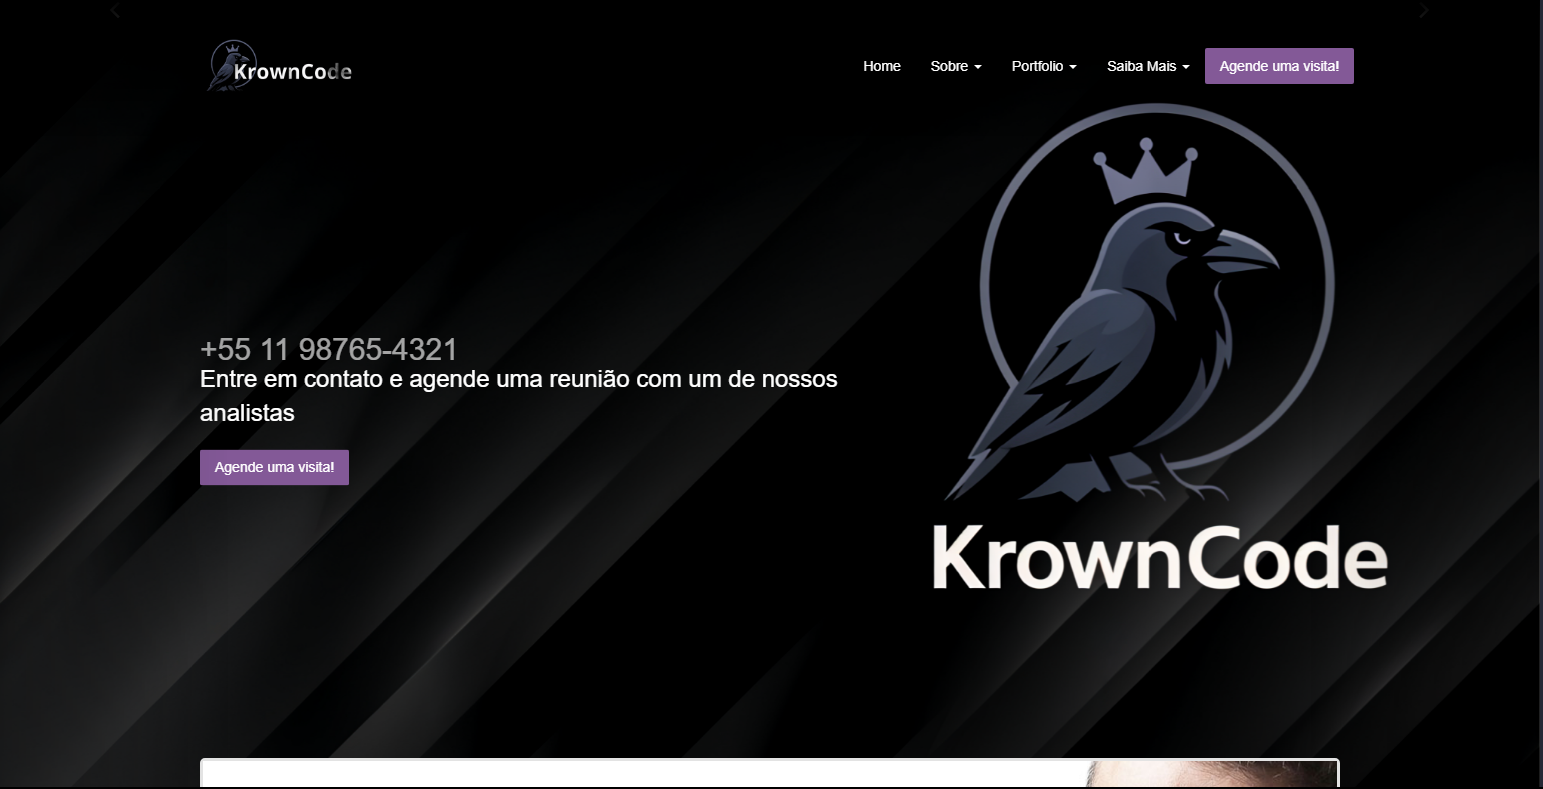 KrownCode
Home
Sobre
Portfolio
Saiba Mais
Agende uma visita!
+55 11 98765-4321
Entre em contato e agende uma reunião com um de nossos
analistas
Agende uma visita!
KrownCode